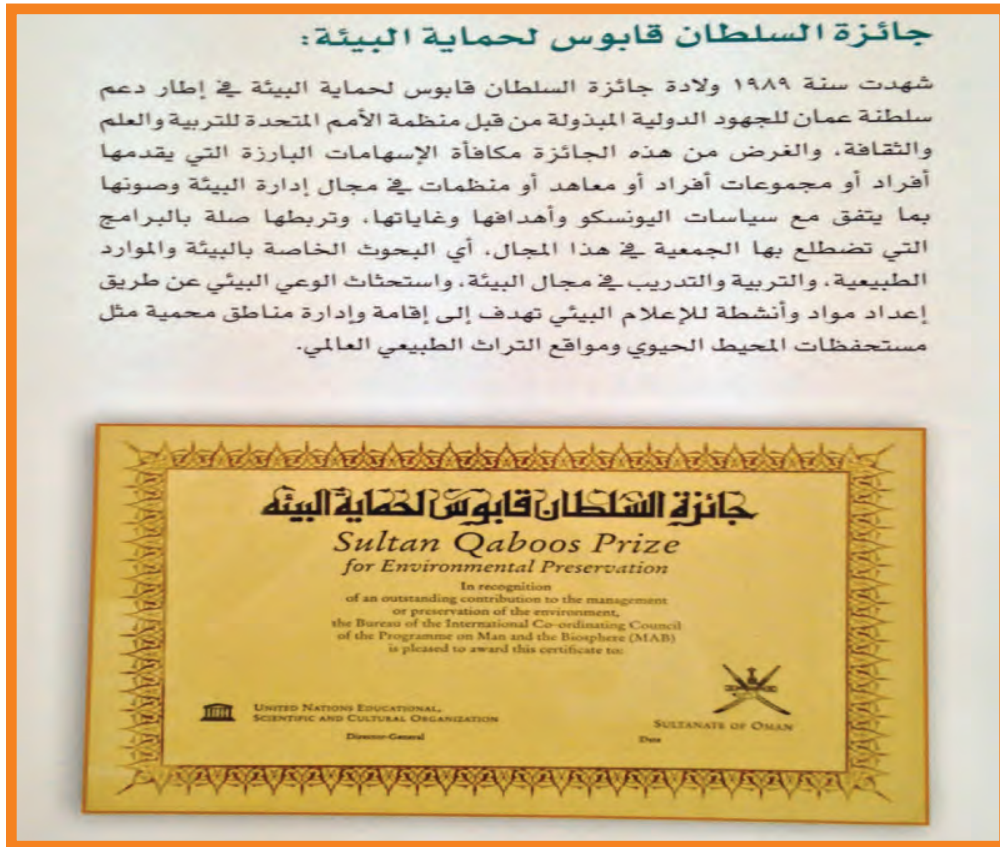 جائزة السلطان قابوس لحماية البيئة:
شهدت سنة ١٩٨٩ ولادة جائزة السلطان قابوس لحماية البيئة في إطار دعم
سلطنة عمان للجهود الدولية المبذولة من قبل منظمة الأمم المتحدة للتربية والعلم
والثقافة، والغرض من هذه الجائزة مكافأة الإسهامات البارزة التي يقدمها
أفراد أو مجموعات أفراد أو معاهد أو منظمات في مجال إدارة البيئة وصونها
بما يتفق مع سياسات اليونسكو وأهدافها وغاياتها، وتربطها صلة بالبرامج
التي تضطلع بها الجمعية في هذا المجال، أي البحوث الخاصة بالبيئة والموارد
الطبيعية، والتربية والتدريب في مجال البيئة، واستحثاث الوعي البيئي عن طريق
إعداد مواد وأنشطة للإعلام البيئي تهدف إلى إقامة وإدارة مناطق محمية مثل
مستحفظات المحيط الحيوي ومواقع التراث الطبيعي العالمي.
جائزة السلطان قابوس لحماية البيئه
Sultan Qaboos Prize
for Environmental Preservation
In recognition
of an outstanding contribution to the management
or preservation of the environment,
the Bureau of the International Co-ordinating Council
of the Programme on Man and the Biosphere (MAB)
is pleased to award this certificate to:
UNITED NATIONS EDUCATIONAL,
SCIENTIFIC AND CULTURAL ORGANIZATION
Director-General
SULTANATE OF OMAN
Date